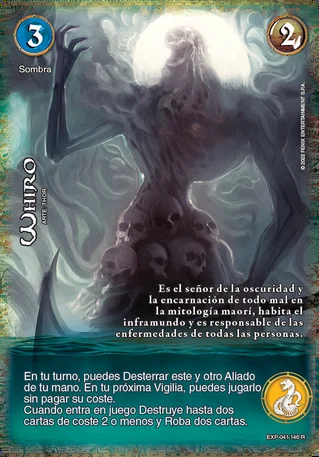 3
2
Sombra
© 2022 FENIX ENTERTAINMENT S.P.A.
Whiro
ARTE: THOR.
Es el señor de la oscuridad y
la encarnación de todo mal en
la mitología maorí, habita el
inframundo y es responsable de las
enfermedades de todas las personas.
En tu turno, puedes Desterrar este y otro Aliado
de tu mano. En tu próxima Vigilia, puedes jugarlo
sin pagar su coste.
Cuando entra en juego Destruye hasta dos
cartas de coste 2 o menos y Roba dos cartas.
EXP-041-146 R